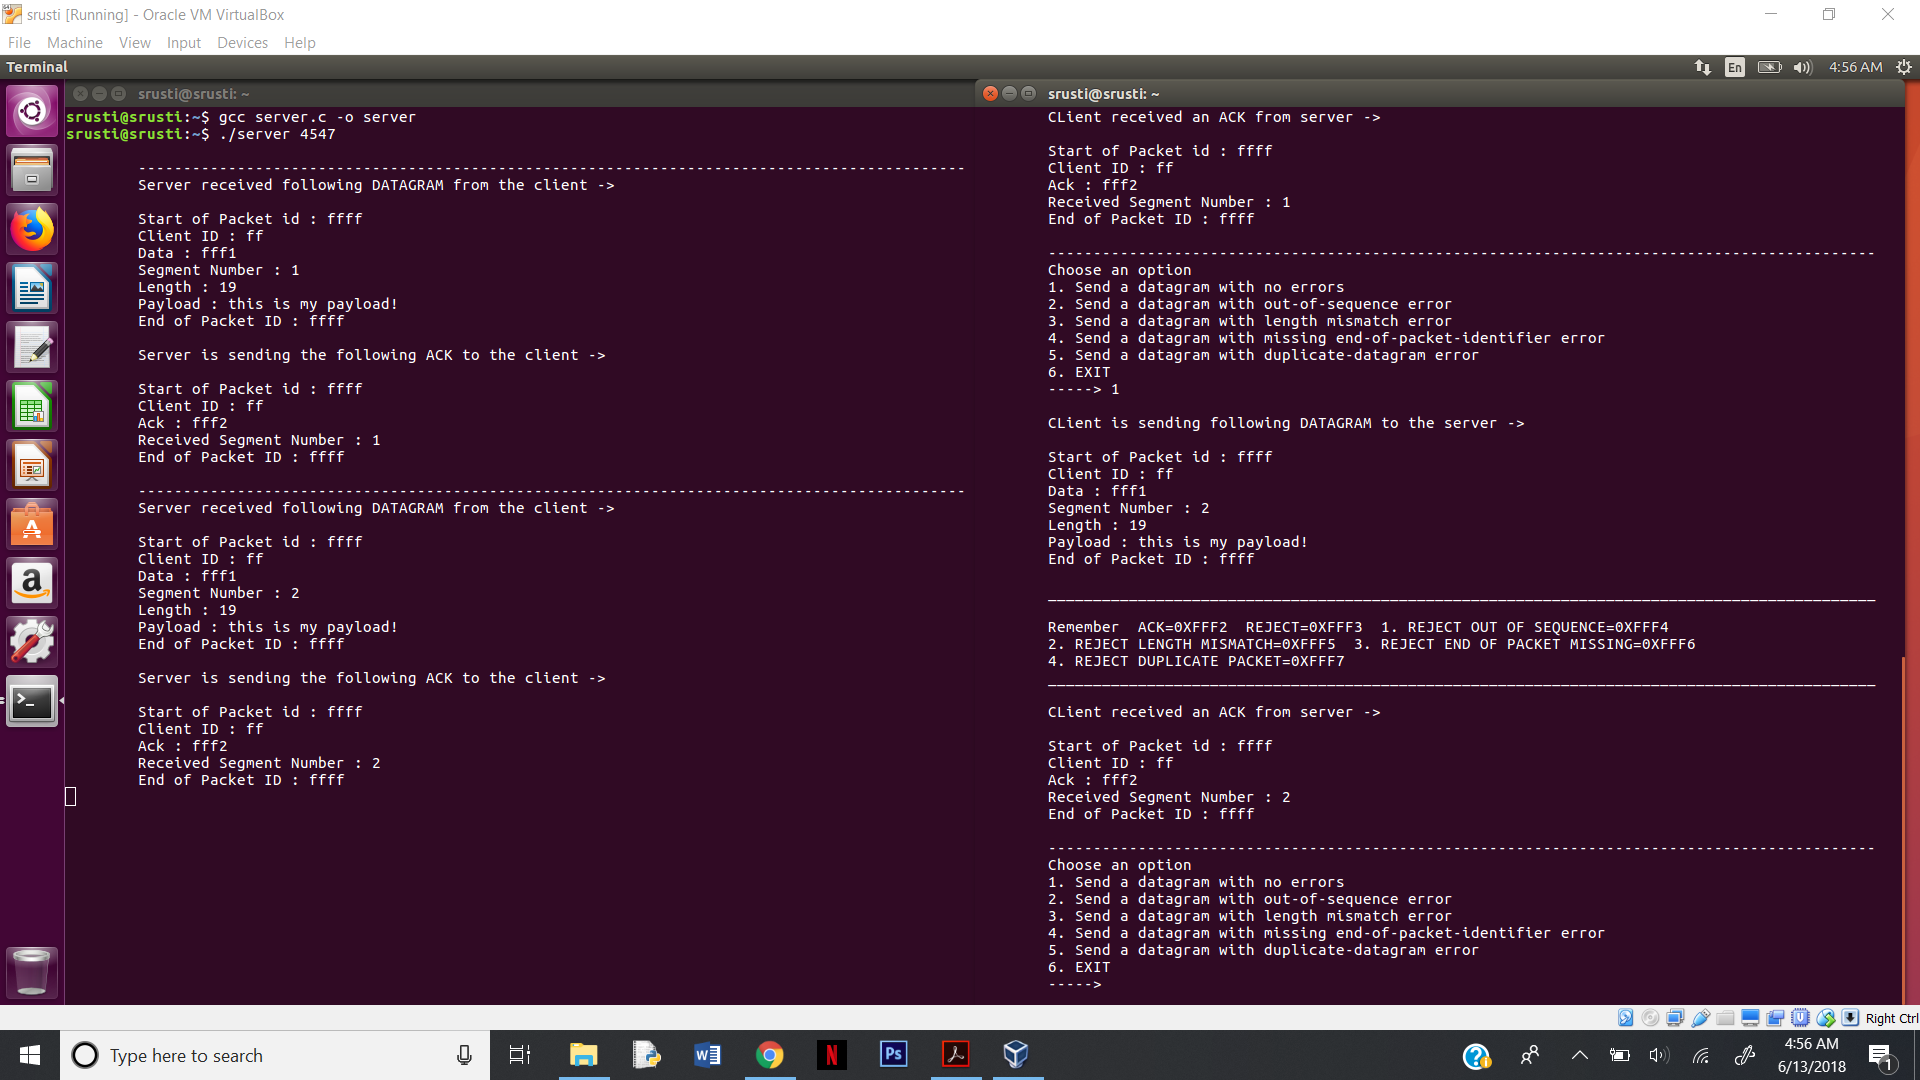 srusti [Running] - Oracle VM VirtualBox
File Machine View Input Devices Help
Terminal
En
4:56 AM
srusti@srusti: ~
srusti@srusti:~$ gcc server.c -o server
srusti@srusti:~$ ./server 4547
--------------------------------------------------------------------------------------------
Server received following DATAGRAM from the client ->
Start of Packet id : ffff
Client ID : ff
Data : fff1
Segment Number : 1
Length : 19
Payload : this is my payload!
End of Packet ID : ffff
Server is sending the following ACK to the client ->
Start of Packet id : ffff
Client ID : ff
Ack : fff2
Received Segment Number : 1
End of Packet ID : ffff
--------------------------------------------------------------------------------------------
Server received following DATAGRAM from the client ->
Start of Packet id : ffff
Client ID : ff
Data : fff1
Segment Number : 2
Length : 19
Payload : this is my payload!
End of Packet ID : ffff
Server is sending the following ACK to the client ->
Start of Packet id : ffff
Client ID : ff
Ack : fff2
Received Segment Number : 2
End of Packet ID : ffff
srusti@srusti: ~
CLient received an ACK from server ->
Start of Packet id : ffff
Client ID : ff
Ack : fff2
Received Segment Number : 1
End of Packet ID : ffff
--------------------------------------------------------------------------------------------
Choose an option
1. Send a datagram with no errors
2. Send a datagram with out-of-sequence error
3. Send a datagram with length mismatch error
4. Send a datagram with missing end-of-packet-identifier error
5. Send a datagram with duplicate-datagram error
6. EXIT
-----> 1
CLient is sending following DATAGRAM to the server ->
Start of Packet id : ffff
Client ID : ff
Data : fff1
Segment Number : 2
Length : 19
Payload : this is my payload!
End of Packet ID : ffff
____________________________________________________________________________________________
Remember  ACK=0XFFF2  REJECT=0XFFF3  1. REJECT OUT OF SEQUENCE=0XFFF4
2. REJECT LENGTH MISMATCH=0XFFF5  3. REJECT END OF PACKET MISSING=0XFFF6
4. REJECT DUPLICATE PACKET=0XFFF7
____________________________________________________________________________________________
CLient received an ACK from server ->
Start of Packet id : ffff
Client ID : ff
Ack : fff2
Received Segment Number : 2
End of Packet ID : ffff
--------------------------------------------------------------------------------------------
Choose an option
1. Send a datagram with no errors
2. Send a datagram with out-of-sequence error
3. Send a datagram with length mismatch error
4. Send a datagram with missing end-of-packet-identifier error
5. Send a datagram with duplicate-datagram error
6. EXIT
----->
Right Ctrl
Type here to search
4:56 AM
6/13/2018
1